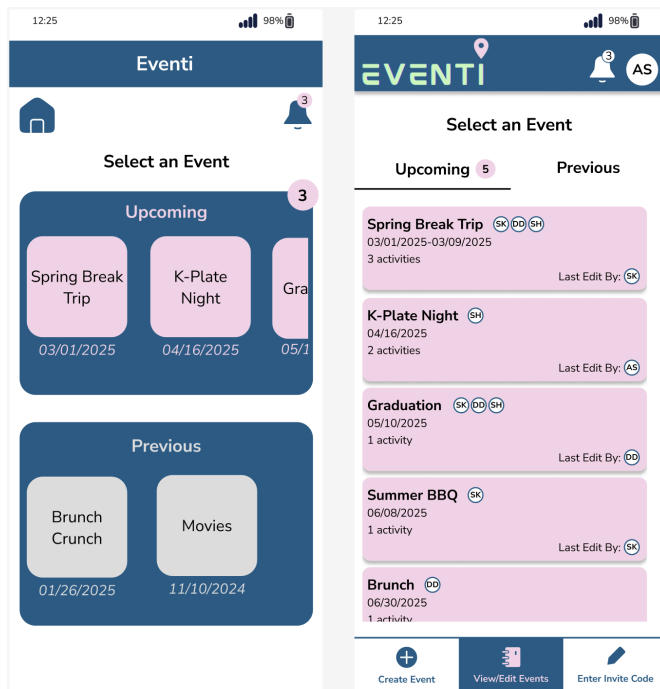 12:25
98%
Eventi
3
Select an Event
3
Upcoming
Spring Break
Trip
K-Plate
Night
Gra
03/01/2025
04/16/2025
05/1
Previous
Brunch
Crunch
Movies
01/26/2025
11/10/2024
12:25
98%
EVENTI
3
AS
Select an Event
Upcoming 5
Previous
Spring Break Trip SK DD SH
03/01/2025-03/09/2025
3 activities
Last Edit By: SK
K-Plate Night SH
04/16/2025
2 activities
Last Edit By: AS
Graduation SK DD SH
05/10/2025
1 activity
Last Edit By: DD
Summer BBQ SK
06/08/2025
1 activity
Last Edit By: SK
Brunch DD
06/30/2025
1 activity
Create Event
View/Edit Events
Enter Invite Code